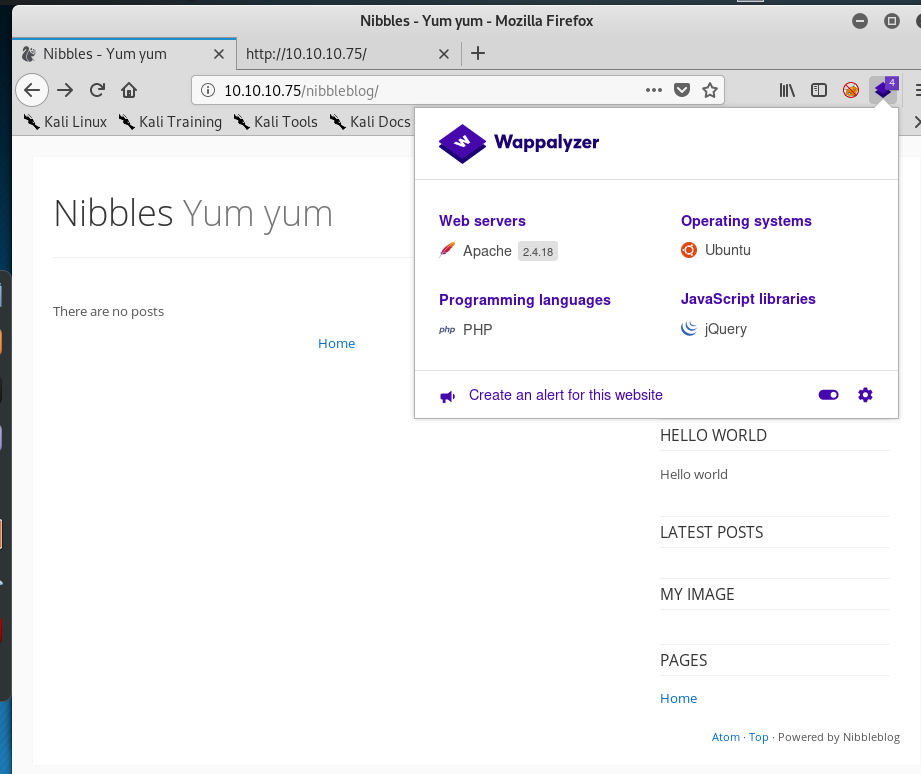 Nibbles - Yum yum - Mozilla Firefox
Nibbles - Yum yum
http://10.10.10.75/
10.10.10.75/nibbleblog/
4
Kali Linux
Kali Training
Kali Tools
Kali Docs
W Wappalyzer
Nibbles Yum yum
Web servers
Apache 2.4.18
Operating systems
Ubuntu
Programming languages
php PHP
JavaScript libraries
jQuery
Create an alert for this website
There are no posts
Home
HELLO WORLD
Hello world
LATEST POSTS
MY IMAGE
PAGES
Home
Atom · Top · Powered by Nibbleblog